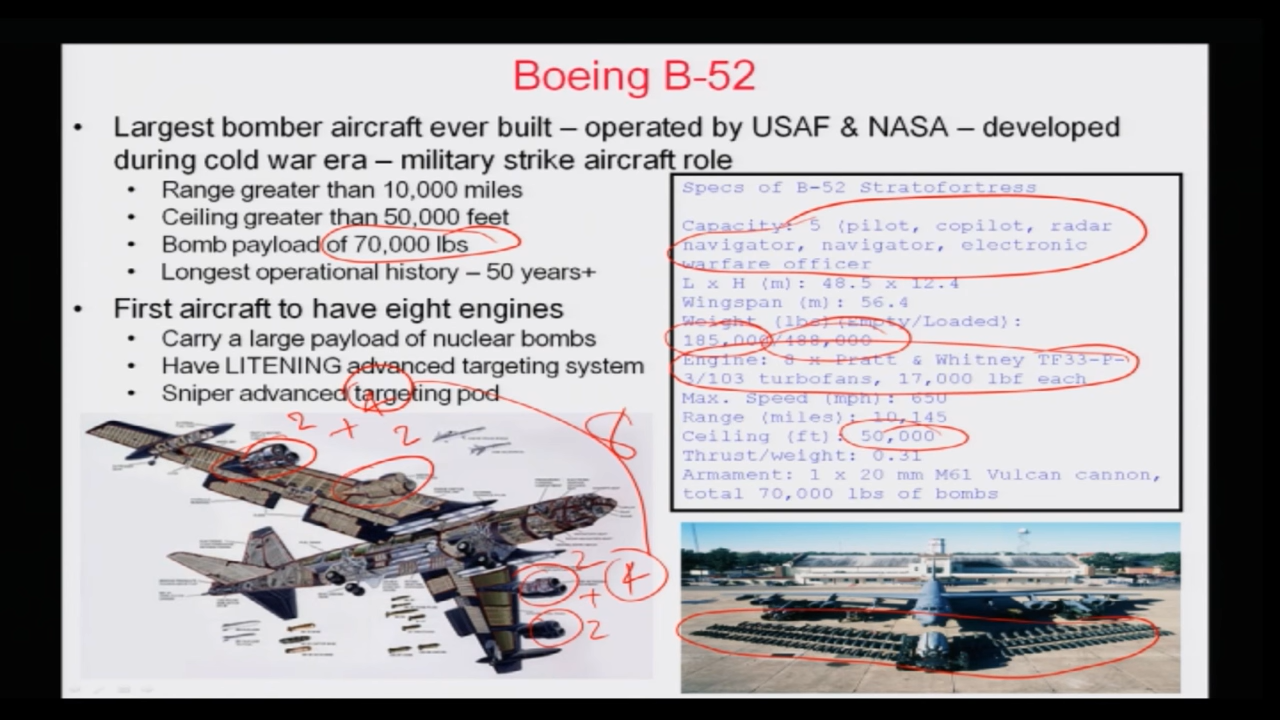 Boeing B-52
• Largest bomber aircraft ever built – operated by USAF & NASA – developed
during cold war era – military strike aircraft role
• Range greater than 10,000 miles
• Ceiling greater than 50,000 feet
• Bomb payload of 70,000 lbs
• Longest operational history – 50 years+
• First aircraft to have eight engines
• Carry a large payload of nuclear bombs
• Have LITENING advanced targeting system
• Sniper advanced targeting pod
Specs of B-52 Stratofortress
Capacity: 5 (pilot, copilot, radar
navigator, navigator, electronic
warfare officer
L x H (m): 48.5 x 12.4
Wingspan (m): 56.4
Weight (lbs)(Empty/Loaded):
185,000/488,000
Engine: 8 x Pratt & Whitney TF33-P-
3/103 turbofans, 17,000 lbf each
Max. Speed (mph): 650
Range (miles): 10,145
Ceiling (ft): 50,000
Thrust/weight: 0.31
Armament: 1 x 20 mm M61 Vulcan cannon,
total 70,000 lbs of bombs
4
2 + 2
8
2
+ 4
2